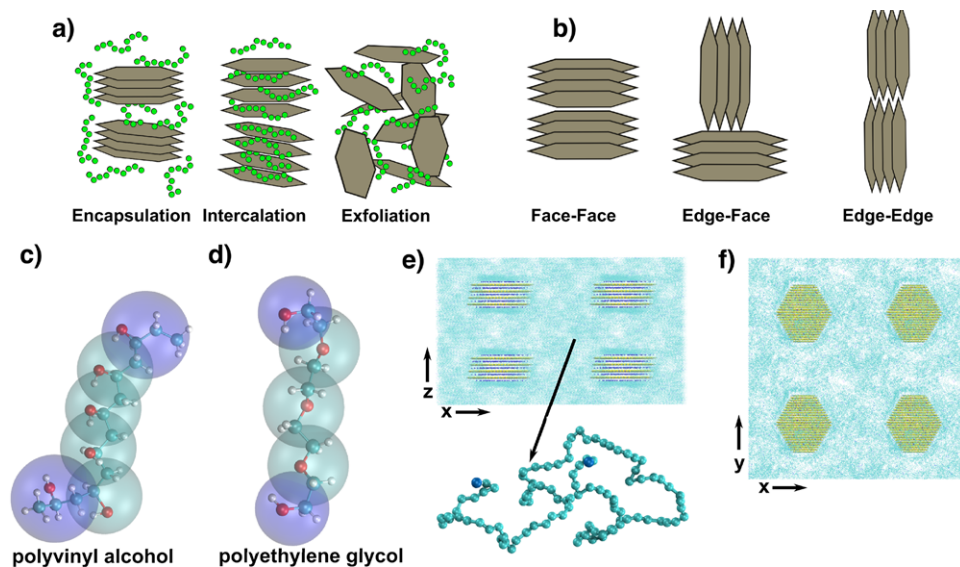 a)
Encapsulation
Intercalation
Exfoliation
b)
Face-Face
Edge-Face
Edge-Edge
c)
polyvinyl alcohol
d)
polyethylene glycol
e)
z
x
f)
y
x